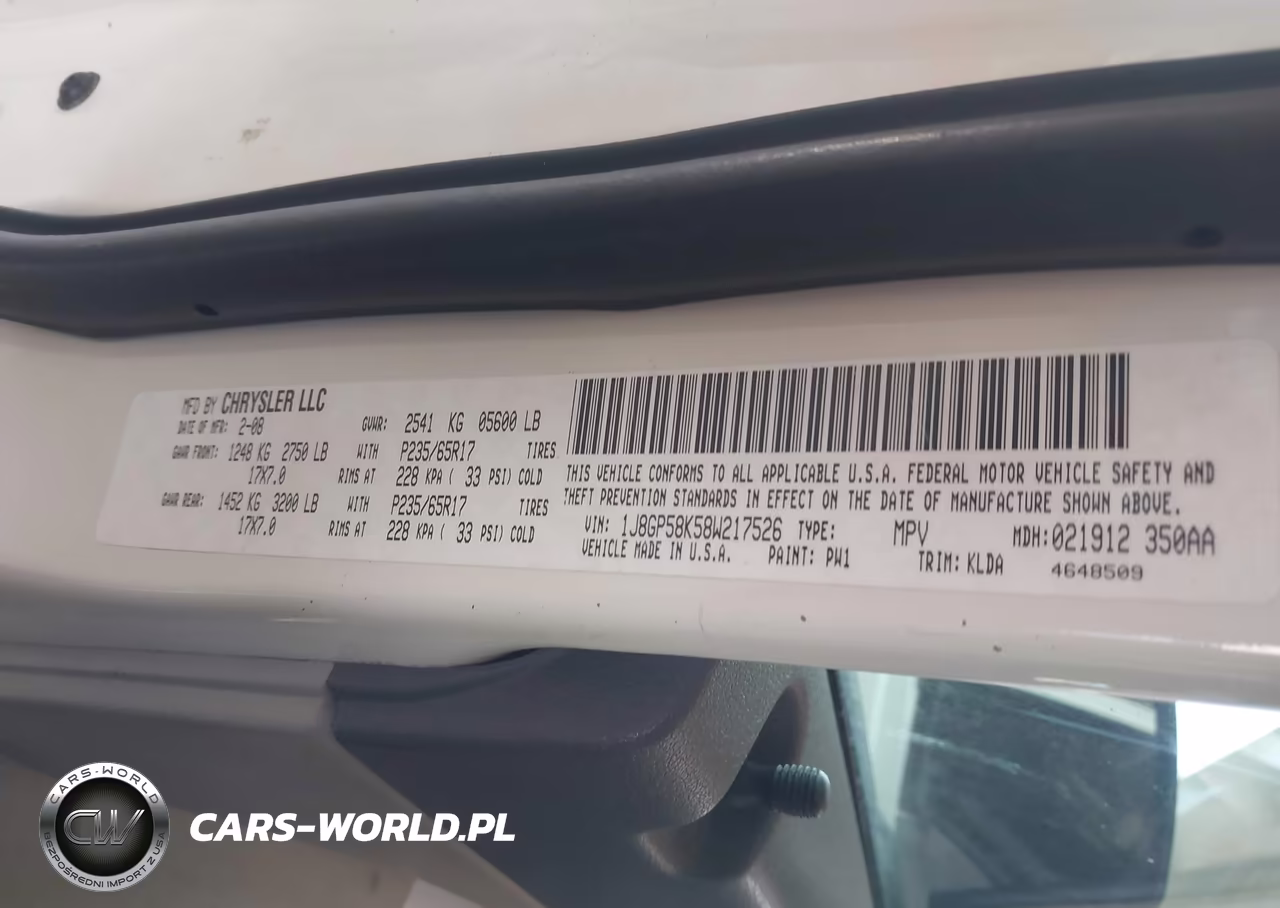 MFD BY CHRYSLER LLC
DATE OF MFR: 2-08 GVWR: 2541 KG 05600 LB
GAWR FRONT: 1248 KG 2750 LB WITH P235/65R17 TIRES
17X7.0 RIMS AT 228 KPA ( 33 PSI) COLD
GAWR REAR: 1452 KG 3200 LB WITH P235/65R17 TIRES
17X7.0 RIMS AT 228 KPA ( 33 PSI) COLD
THIS VEHICLE CONFORMS TO ALL APPLICABLE U.S.A. FEDERAL MOTOR VEHICLE SAFETY AND
THEFT PREVENTION STANDARDS IN EFFECT ON THE DATE OF MANUFACTURE SHOWN ABOVE.
VIN: 1J8GP58K58W217526 TYPE: MPV MDH:021912 350AA
VEHICLE MADE IN U.S.A. PAINT: PW1 TRIM: KLDA 4648509
CARS-WORLD
CW
BEZPOŚREDNI IMPORT Z USA
CARS-WORLD.PL